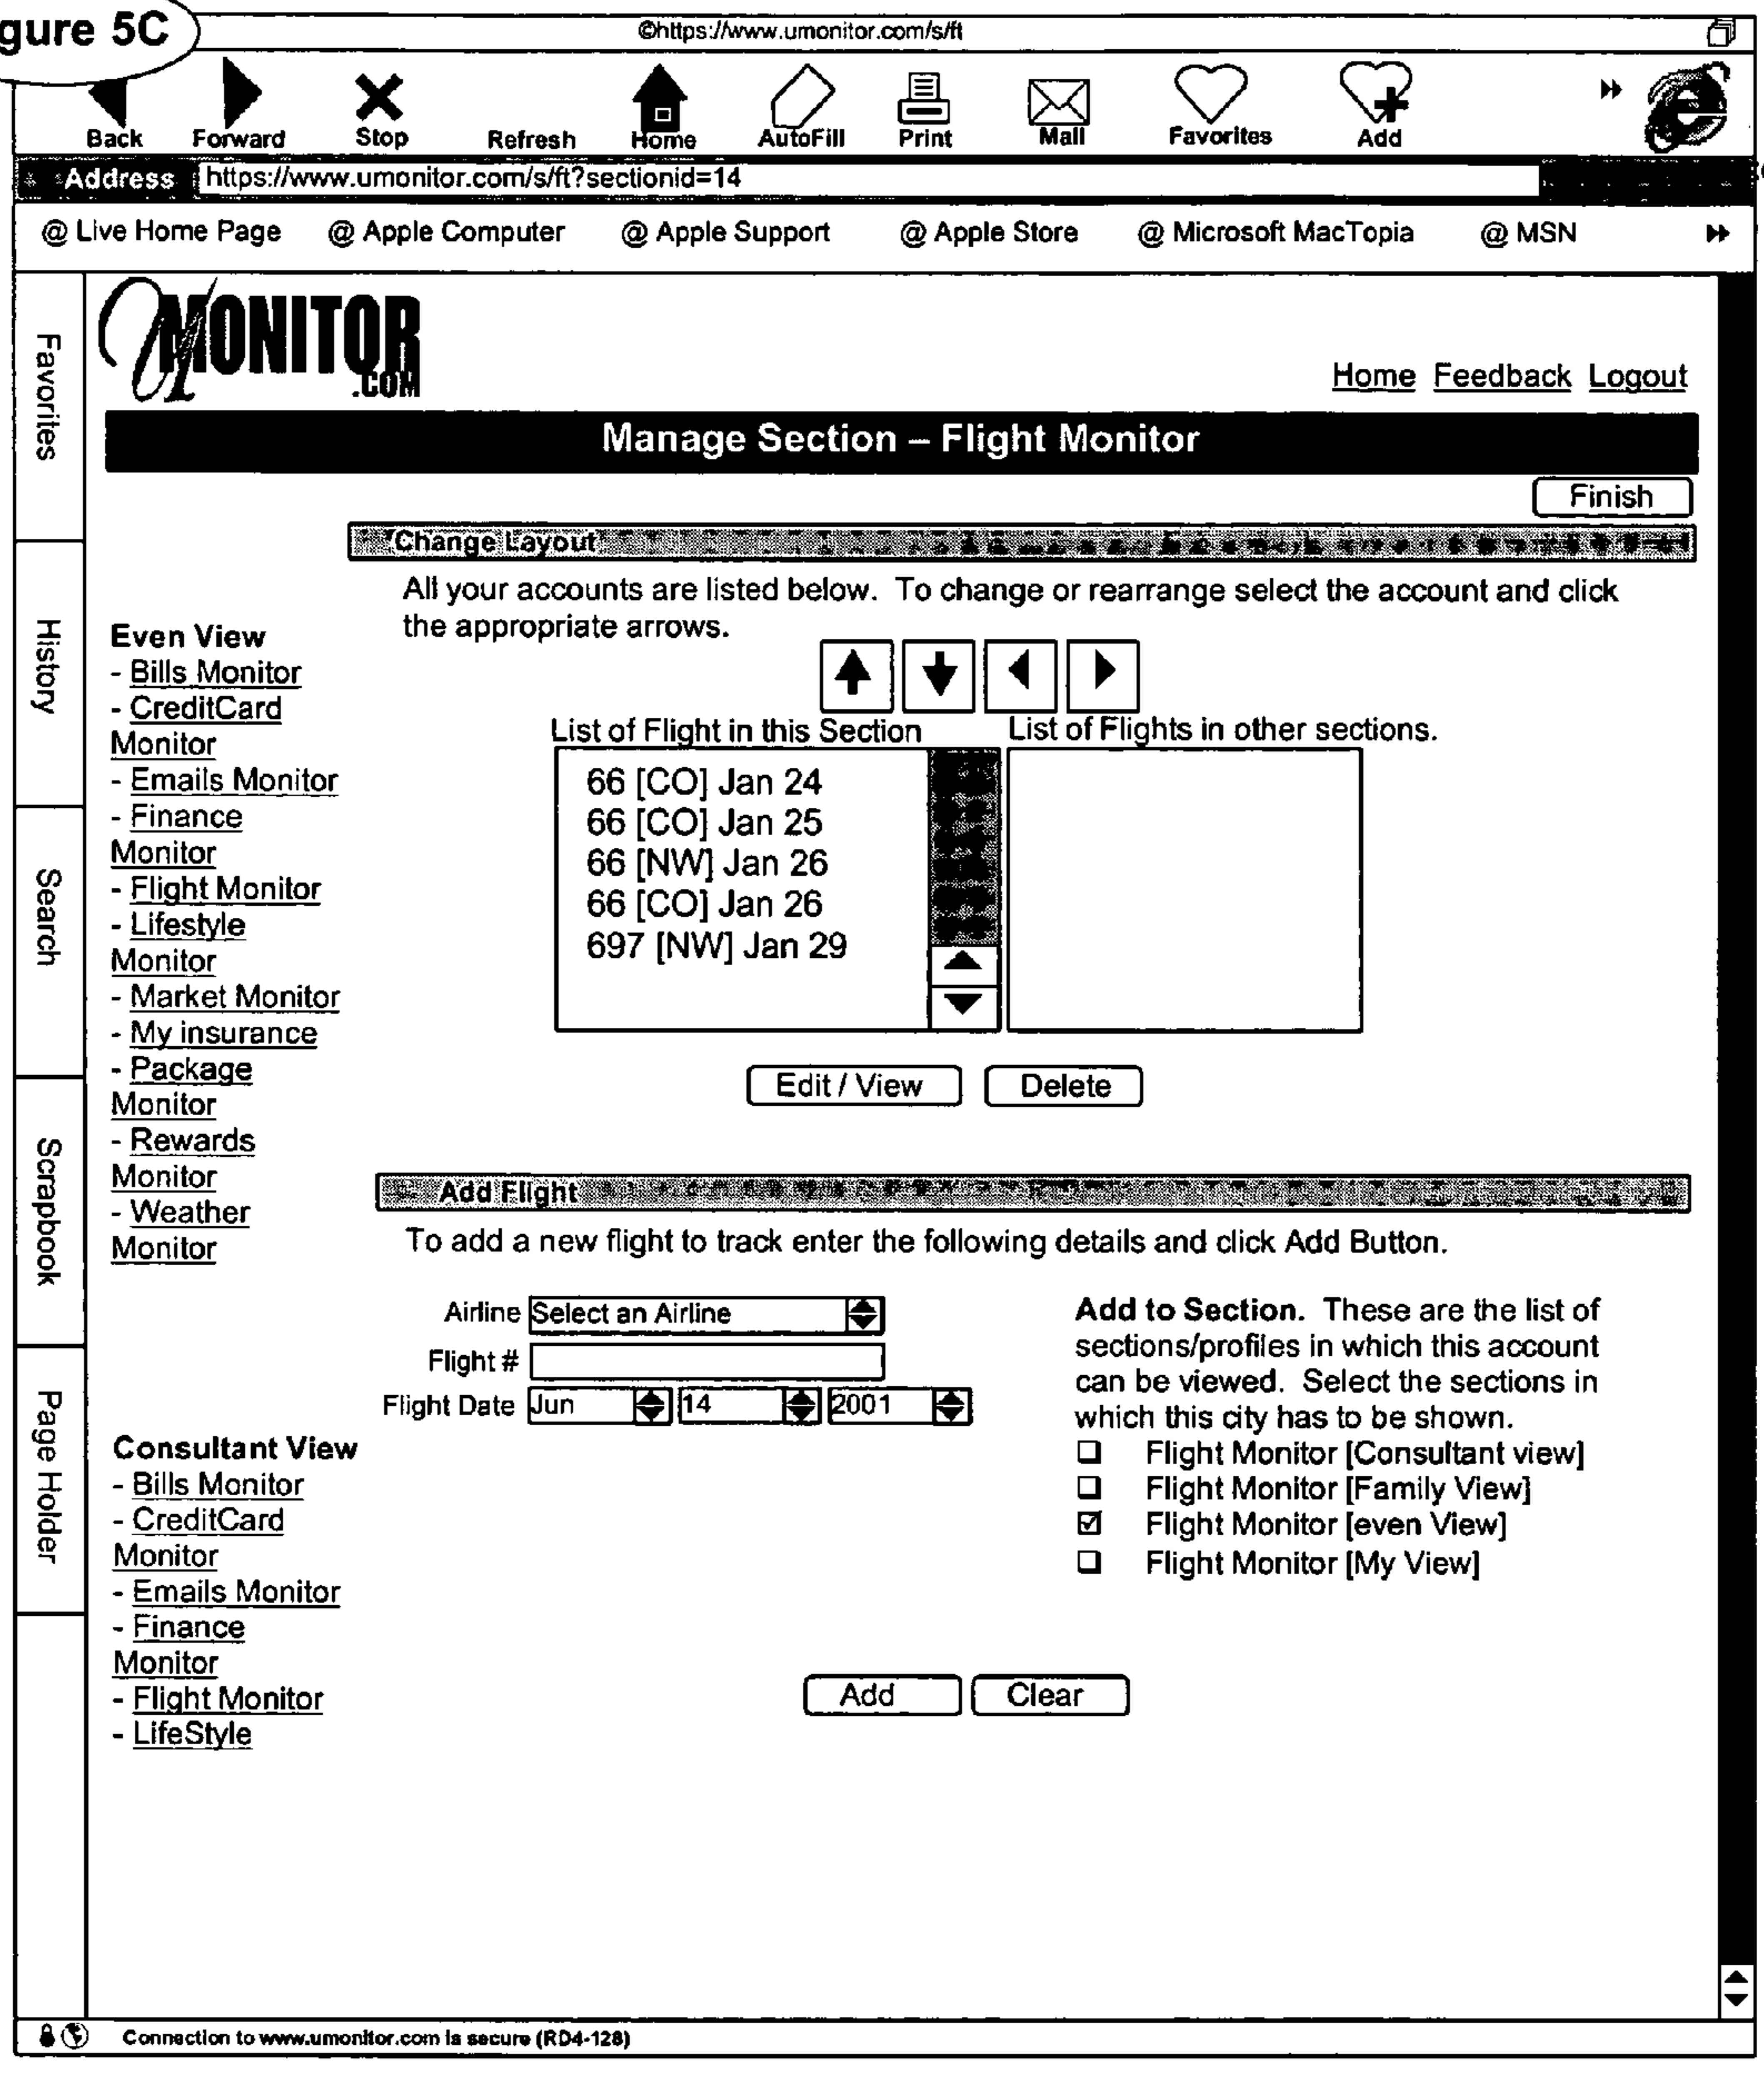 gure 5C
©https://www.umonitor.com/s/ft
Back Forward Stop Refresh Home AutoFill Print Mail Favorites Add
Address https://www.umonitor.com/s/ft?sectionid=14
@ Live Home Page @ Apple Computer @ Apple Support @ Apple Store @ Microsoft MacTopia @ MSN
Favorites
History
Search
Scrapbook
Page Holder
UMONITOR
.COM
Home Feedback Logout
Manage Section – Flight Monitor
Finish
Change Layout
All your accounts are listed below. To change or rearrange select the account and click
the appropriate arrows.
Even View
- Bills Monitor
- CreditCard
Monitor
- Emails Monitor
- Finance
Monitor
- Flight Monitor
- Lifestyle
Monitor
- Market Monitor
- My insurance
- Package
Monitor
- Rewards
Monitor
- Weather
Monitor
List of Flight in this Section
66 [CO] Jan 24
66 [CO] Jan 25
66 [NW] Jan 26
66 [CO] Jan 26
697 [NW] Jan 29
List of Flights in other sections.
Edit / View Delete
Add Flight
To add a new flight to track enter the following details and click Add Button.
Airline Select an Airline
Flight #
Flight Date Jun 14 2001
Add to Section. These are the list of
sections/profiles in which this account
can be viewed. Select the sections in
which this city has to be shown.
Flight Monitor [Consultant view]
Flight Monitor [Family View]
Flight Monitor [even View]
Flight Monitor [My View]
Consultant View
- Bills Monitor
- CreditCard
Monitor
- Emails Monitor
- Finance
Monitor
- Flight Monitor
- LifeStyle
Add Clear
Connection to www.umonitor.com is secure (RD4-128)